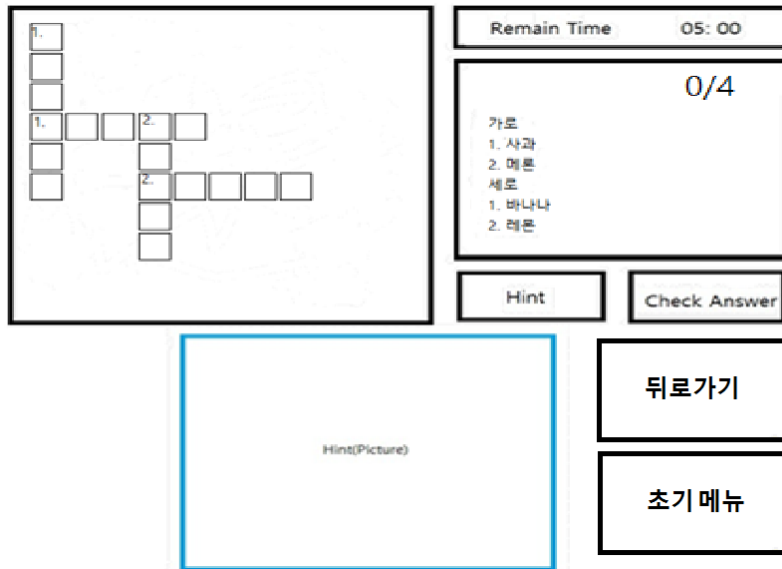 1.
1.
2.
2.
Remain Time 05: 00
0/4
가로
1. 사과
2. 메론
세로
1. 바나나
2. 레몬
Hint
Check Answer
Hint(Picture)
뒤로가기
초기 메뉴